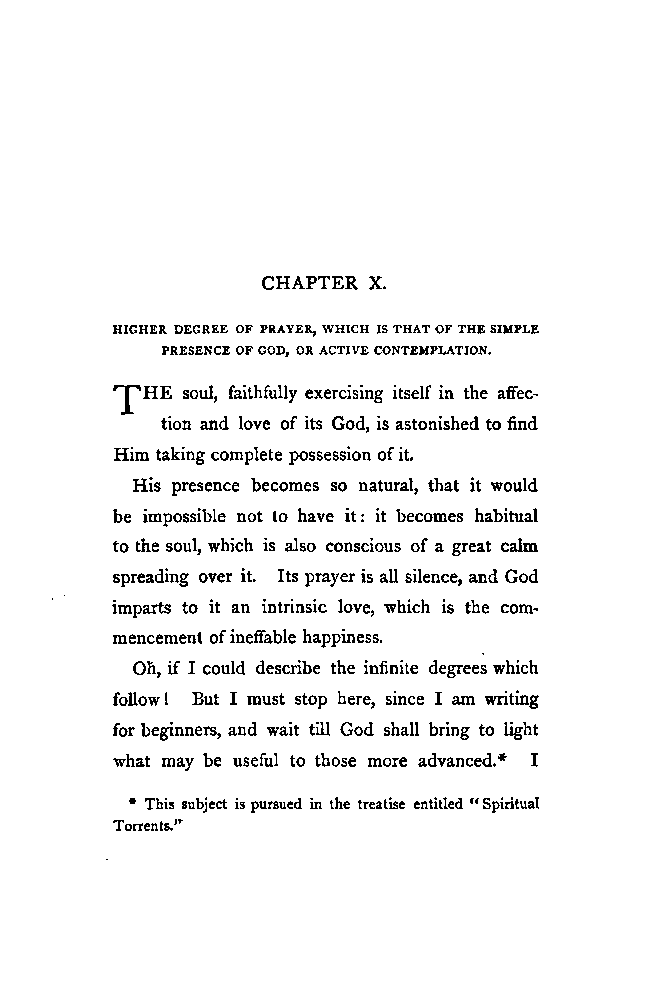 CHAPTER X.
HIGHER DEGREE OF PRAYER, WHICH IS THAT OF THE SIMPLE
PRESENCE OF GOD, OR ACTIVE CONTEMPLATION.
THE soul, faithfully exercising itself in the affec-
tion and love of its God, is astonished to find
Him taking complete possession of it.
His presence becomes so natural, that it would
be impossible not to have it: it becomes habitual
to the soul, which is also conscious of a great calm
spreading over it. Its prayer is all silence, and God
imparts to it an intrinsic love, which is the com-
mencement of ineffable happiness.
Oh, if I could describe the infinite degrees which
follow! But I must stop here, since I am writing
for beginners, and wait till God shall bring to light
what may be useful to those more advanced.* I
* This subject is pursued in the treatise entitled "Spiritual
Torrents."